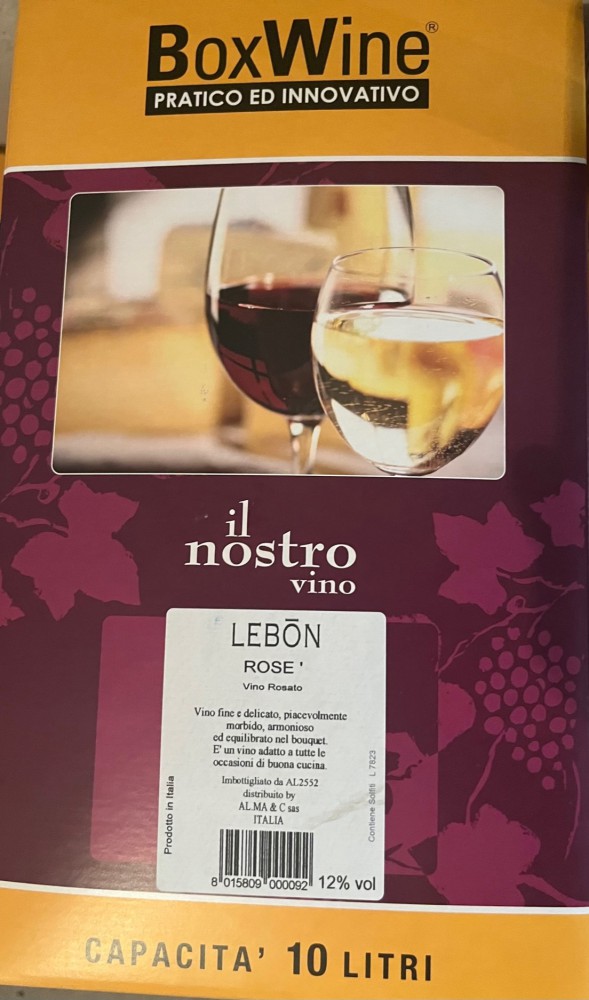 BoxWine®
PRATICO ED INNOVATIVO
il
nostro
vino
LEBŌN
ROSE '
Vino Rosato
Vino fine e delicato, piacevolmente
morbido, armonioso
ed equilibrato nel bouquet.
E' un vino adatto a tutte le
occasioni di buona cucina.
Imbottigliato da AL2552
distribuito by
AL.MA & C sas
ITALIA
Prodotto in Italia
Contiene Solfiti L 7823
8 015809 000092
12% vol
CAPACITA' 10 LITRI